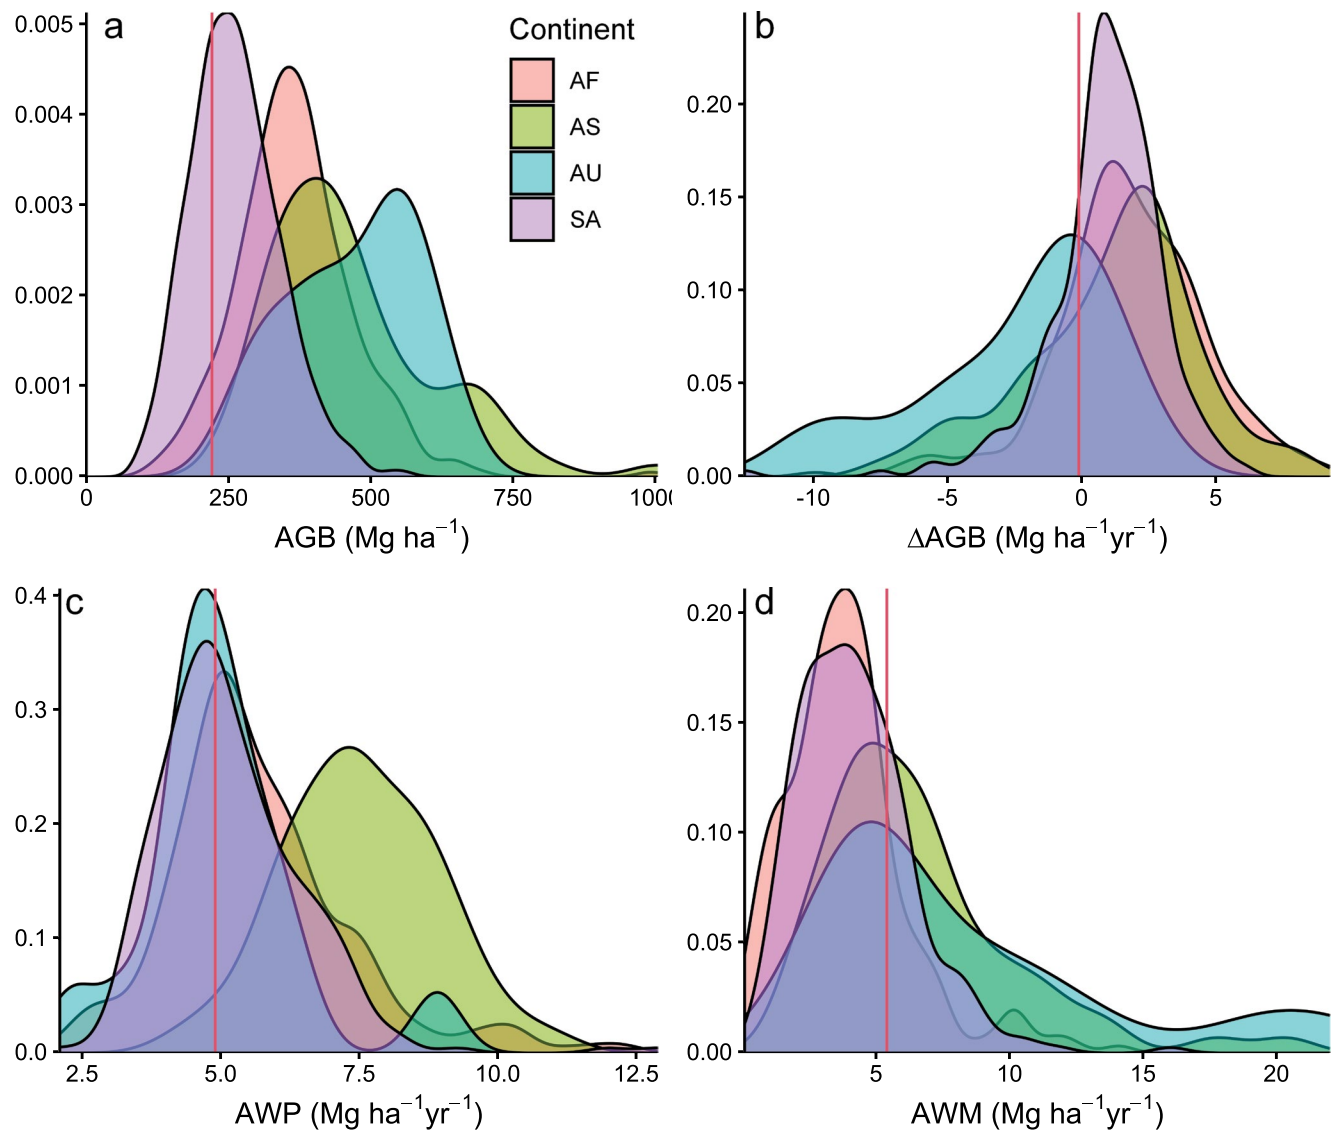 a
Continent
AF
AS
AU
SA
0.005
0.004
0.003
0.002
0.001
0.000
0 250 500 750 1000
AGB (Mg ha⁻¹)
b
0.20
0.15
0.10
0.05
0.00
-10 -5 0 5
ΔAGB (Mg ha⁻¹yr⁻¹)
c
0.4
0.3
0.2
0.1
0.0
2.5 5.0 7.5 10.0 12.5
AWP (Mg ha⁻¹yr⁻¹)
d
0.20
0.15
0.10
0.05
0.00
5 10 15 20
AWM (Mg ha⁻¹yr⁻¹)